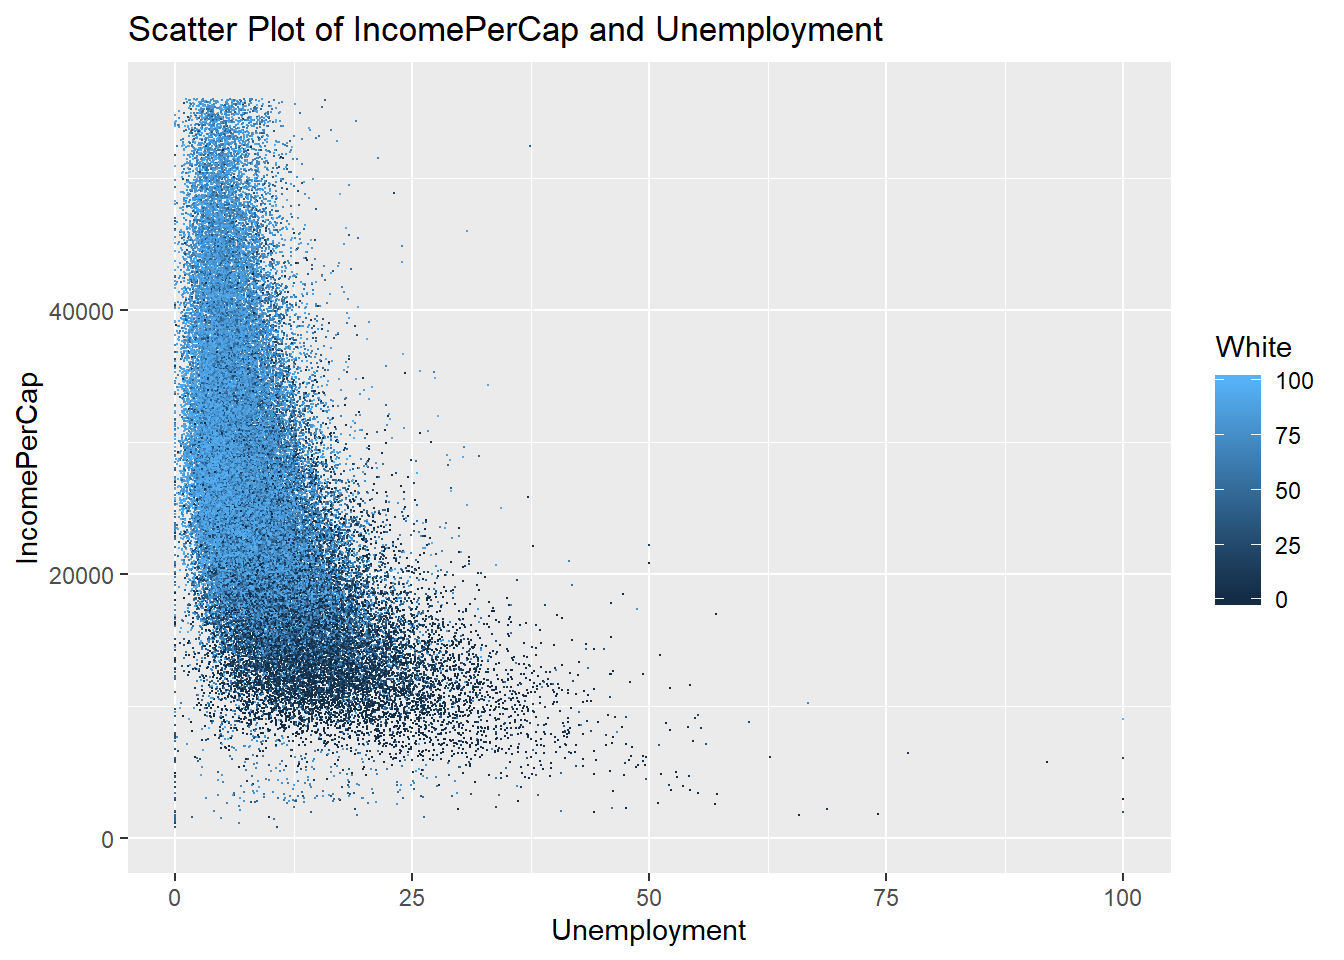 Scatter Plot of IncomePerCap and Unemployment
IncomePerCap
40000
20000
0
0 25 50 75 100
Unemployment
White
100
75
50
25
0